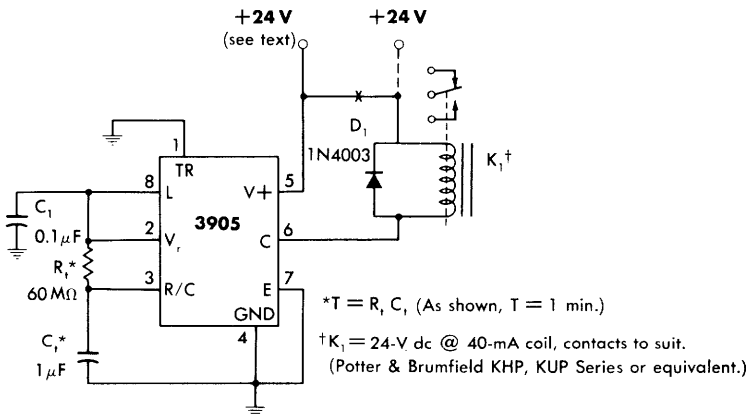 +24 V
(see text)
+24 V
D₁
1N4003
K₁†
1
TR
8
L
V+
5
C₁
0.1 μF
2
Vᵣ
3905
C
6
Rₜ*
60 MΩ
3
R/C
E
7
GND
4
Cₜ*
1 μF
*T = Rₜ Cₜ (As shown, T = 1 min.)
†K₁ = 24-V dc @ 40-mA coil, contacts to suit.
(Potter & Brumfield KHP, KUP Series or equivalent.)